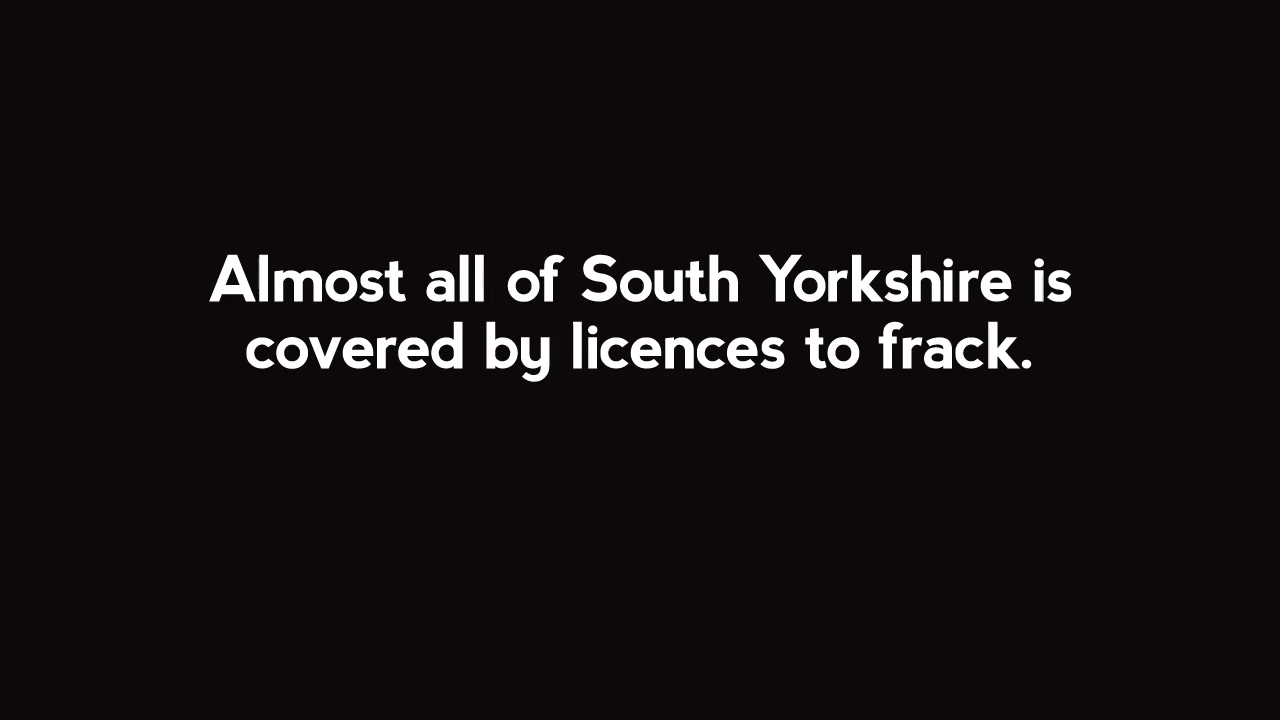 Almost all of South Yorkshire is
covered by licences to frack.